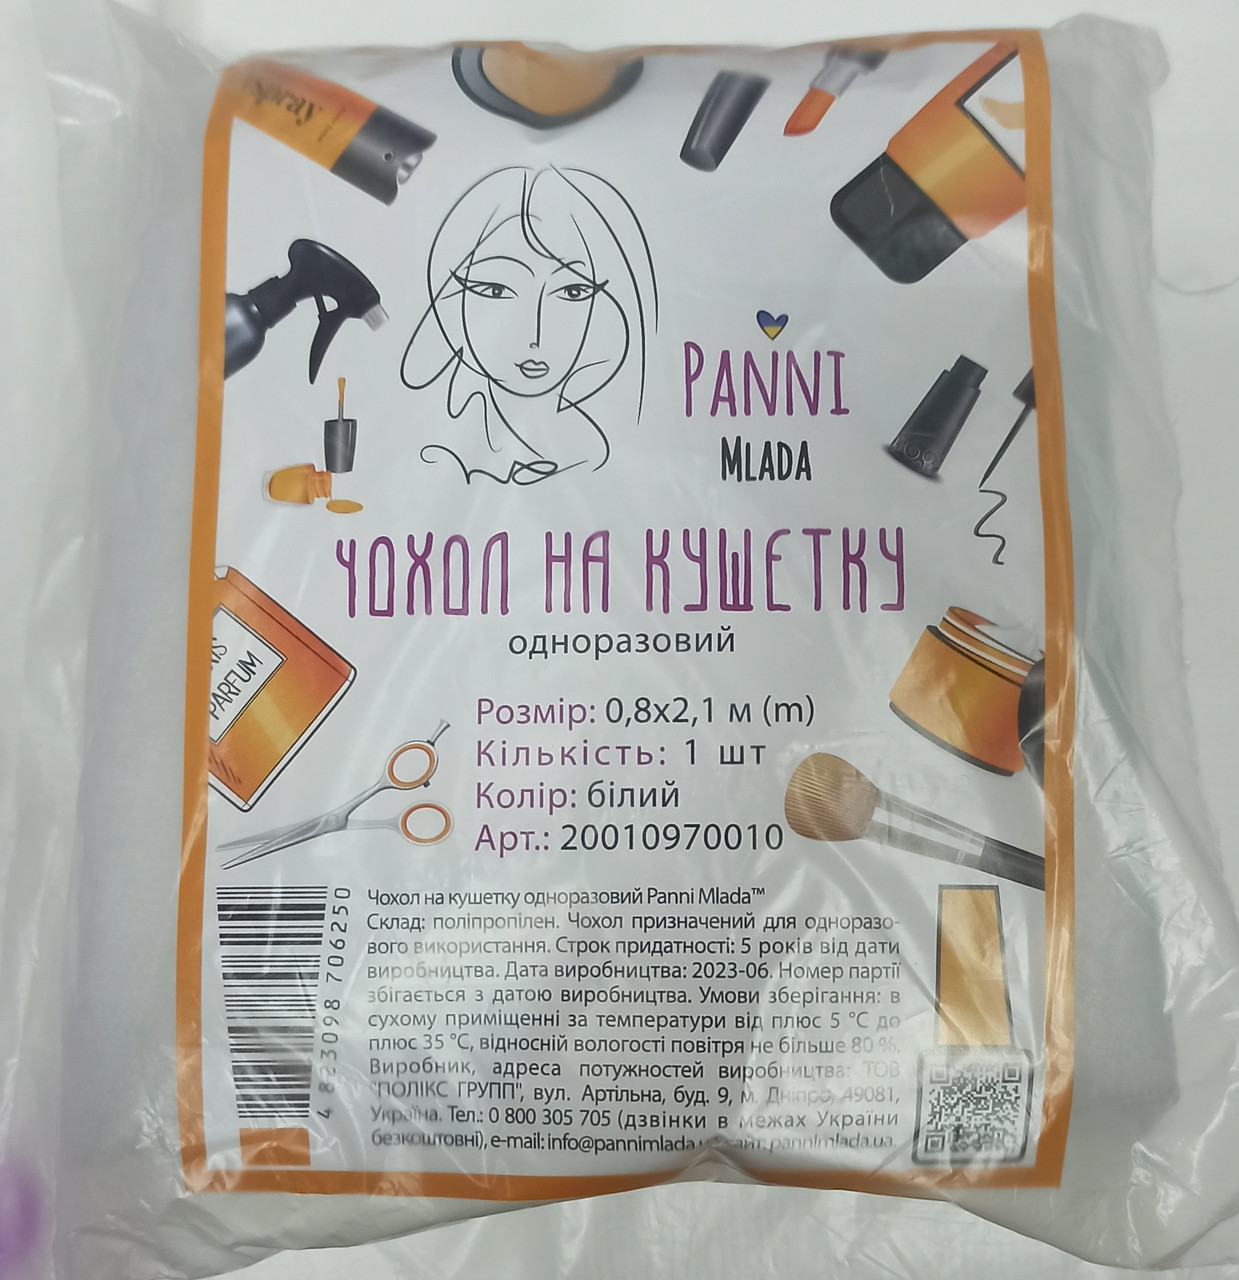 spray
PANNI
MLADA
ЧОХОЛ НА КУШЕТКУ
одноразовий
PARFUM
Розмір: 0,8х2,1 м (m)
Кількість: 1 шт
Колір: білий
Арт.: 20010970010
Чохол на кушетку одноразовий Panni Mlada™
Склад: поліпропілен. Чохол призначений для одноразо-
вого використання. Строк придатності: 5 років від дати
виробництва. Дата виробництва: 2023-06. Номер партії
збігається з датою виробництва. Умови зберігання: в
сухому приміщенні за температури від плюс 5 °C до
плюс 35 °C, відносній вологості повітря не більше 80 %.
Виробник, адреса потужностей виробництва: ТОВ
"ПОЛІКС ГРУПП", вул. Артільна, буд. 9, м. Дніпро, 49081,
Україна. Тел.: 0 800 305 705 (дзвінки в межах України
безкоштовні), e-mail: info@pannimlada сайт: pannimlada.ua.
4 823098 706250